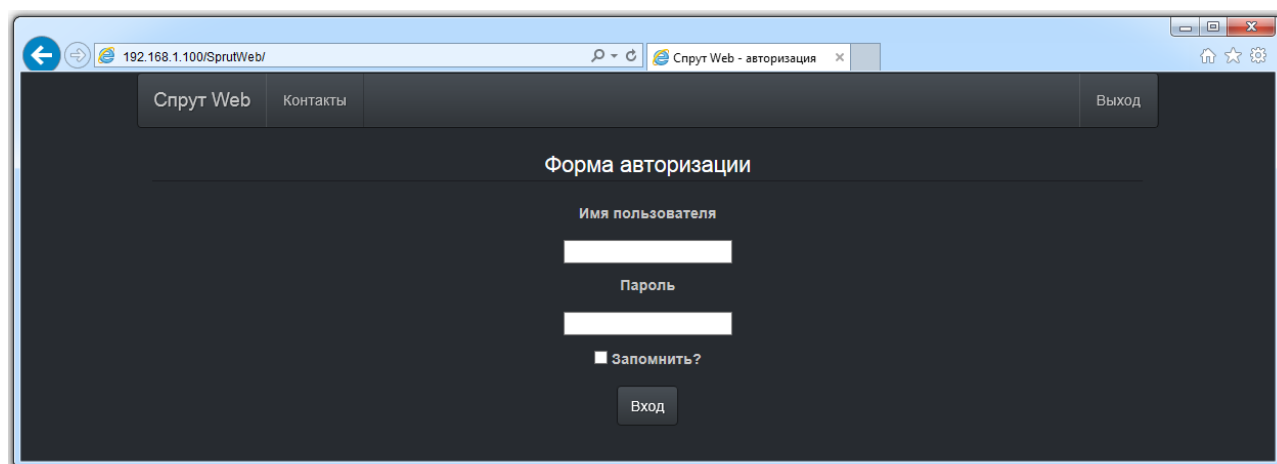 192.168.1.100/SprutWeb/
Спрут Web - авторизация
Спрут Web Контакты Выход
Форма авторизации
Имя пользователя
Пароль
Запомнить?
Вход